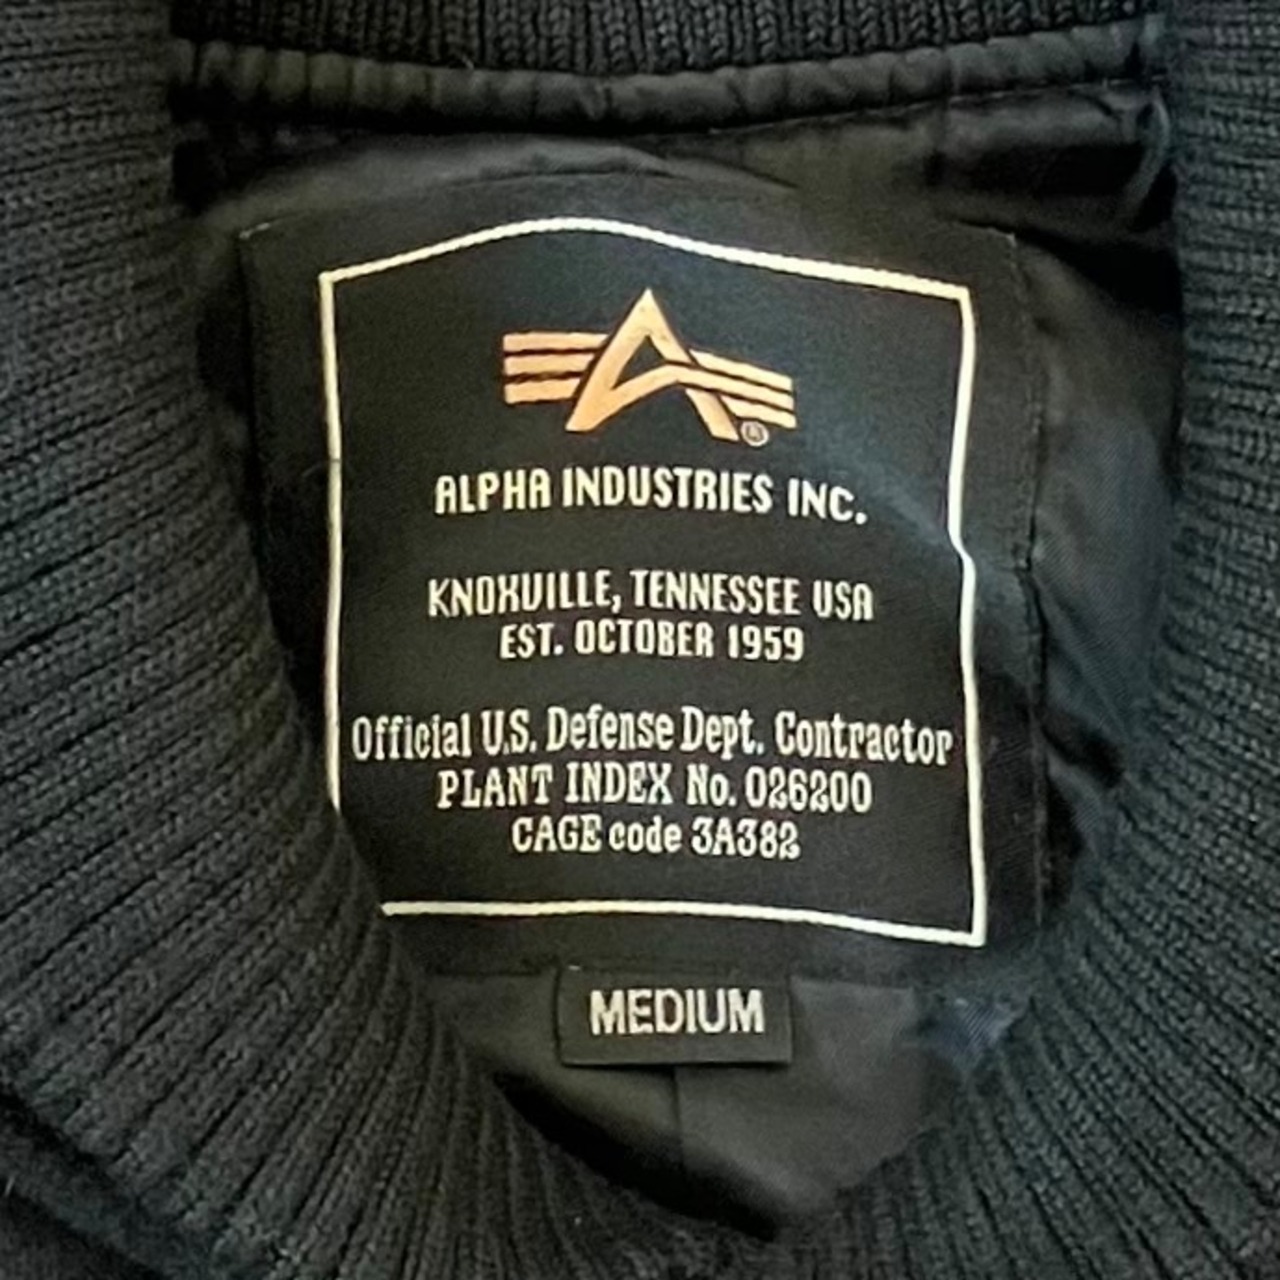 ALPHA INDUSTRIES INC.
KNOXVILLE, TENNESSEE USA
EST. OCTOBER 1959
Official U.S. Defense Dept. Contractor
PLANT INDEX No. 026200
CAGE code 3A382
MEDIUM